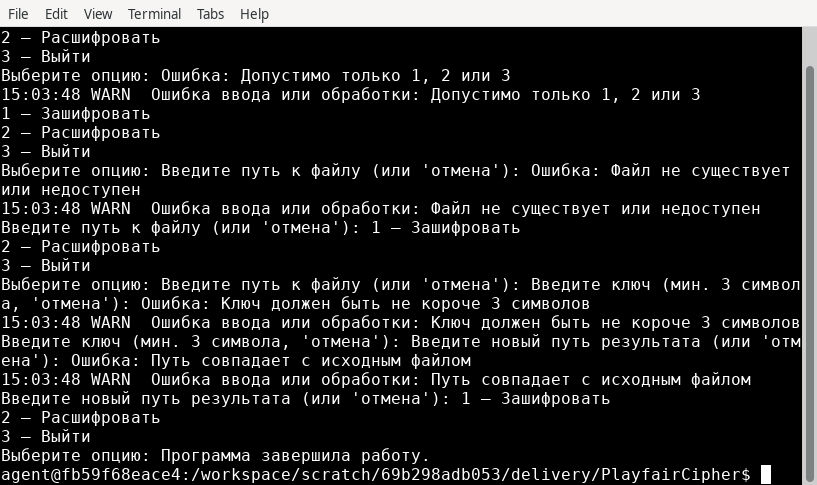 File Edit View Terminal Tabs Help
2 — Расшифровать
3 — Выйти
Выберите опцию: Ошибка: Допустимо только 1, 2 или 3
15:03:48 WARN  Ошибка ввода или обработки: Допустимо только 1, 2 или 3
1 — Зашифровать
2 — Расшифровать
3 — Выйти
Выберите опцию: Введите путь к файлу (или 'отмена'): Ошибка: Файл не существует
или недоступен
15:03:48 WARN  Ошибка ввода или обработки: Файл не существует или недоступен
Введите путь к файлу (или 'отмена'): 1 — Зашифровать
2 — Расшифровать
3 — Выйти
Выберите опцию: Введите путь к файлу (или 'отмена'): Введите ключ (мин. 3 символ
а, 'отмена'): Ошибка: Ключ должен быть не короче 3 символов
15:03:48 WARN  Ошибка ввода или обработки: Ключ должен быть не короче 3 символов
Введите ключ (мин. 3 символа, 'отмена'): Введите новый путь результата (или 'отм
ена'): Ошибка: Путь совпадает с исходным файлом
15:03:48 WARN  Ошибка ввода или обработки: Путь совпадает с исходным файлом
Введите новый путь результата (или 'отмена'): 1 — Зашифровать
2 — Расшифровать
3 — Выйти
Выберите опцию: Программа завершила работу.
agent@fb59f68eace4:/workspace/scratch/69b298adb053/delivery/PlayfairCipher$